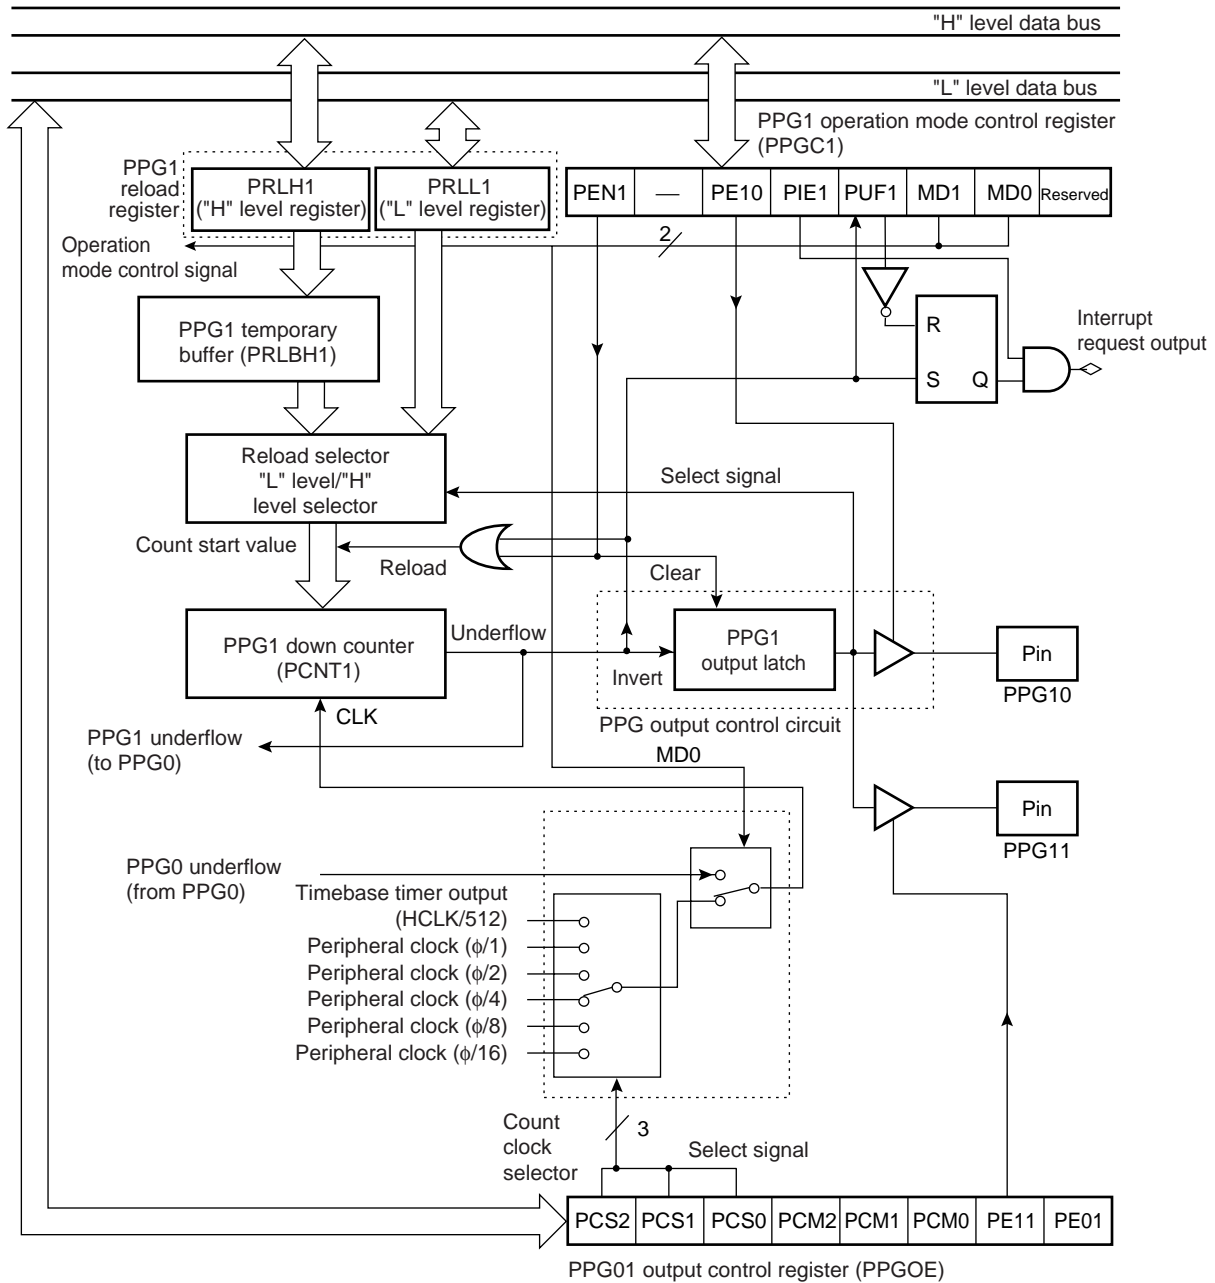 "H" level data bus
"L" level data bus
PPG1 operation mode control register
(PPGC1)
PPG1
reload
register
PRLH1
("H" level register)
PRLL1
("L" level register)
PEN1
—
PE10
PIE1
PUF1
MD1
MD0
Reserved
Operation
mode control signal
2
PPG1 temporary
buffer (PRLBH1)
R
S
Q
Interrupt
request output
Reload selector
"L" level/"H"
level selector
Select signal
Count start value
Reload
Clear
PPG1 down counter
(PCNT1)
Underflow
Invert
PPG1
output latch
Pin
PPG10
CLK
PPG output control circuit
PPG1 underflow
(to PPG0)
MD0
Pin
PPG11
PPG0 underflow
(from PPG0)
Timebase timer output
(HCLK/512)
Peripheral clock (ϕ/1)
Peripheral clock (ϕ/2)
Peripheral clock (ϕ/4)
Peripheral clock (ϕ/8)
Peripheral clock (ϕ/16)
Count
clock
selector
3
Select signal
PCS2
PCS1
PCS0
PCM2
PCM1
PCM0
PE11
PE01
PPG01 output control register (PPGOE)